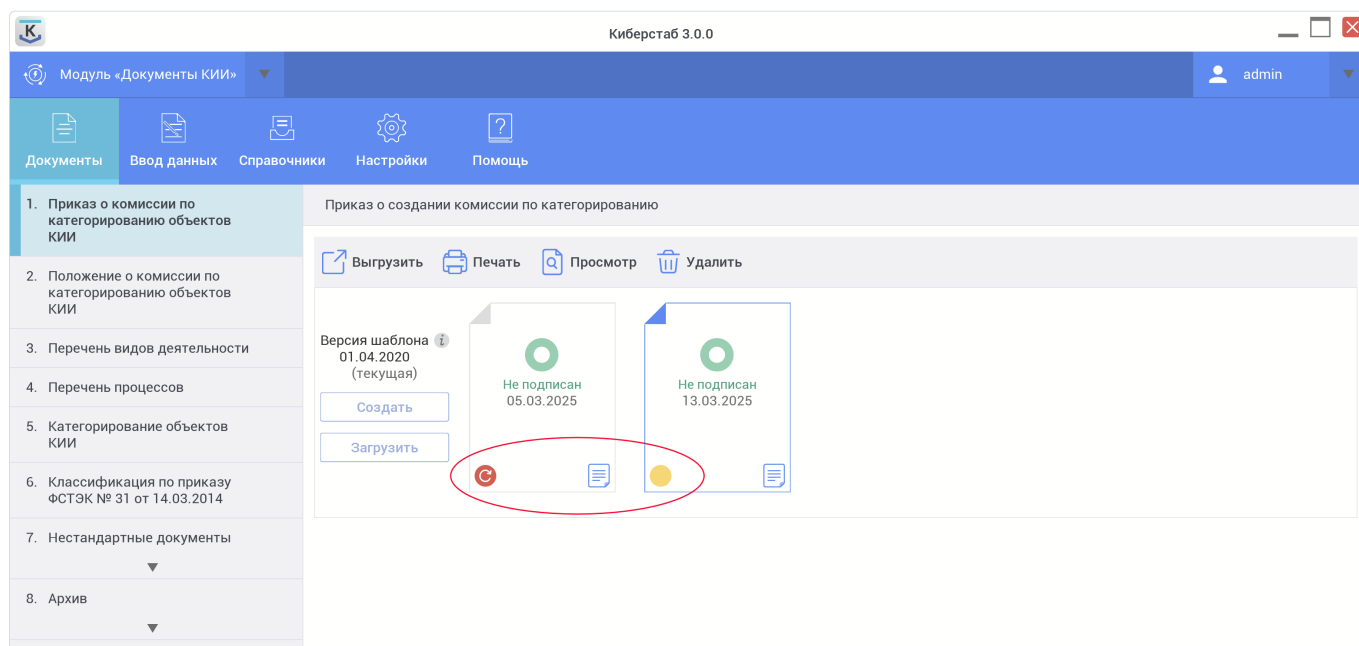 K
Киберстаб 3.0.0
Модуль «Документы КИИ»
admin
Документы
Ввод данных
Справочники
Настройки
Помощь
1. Приказ о комиссии по
категорированию объектов
КИИ
2. Положение о комиссии по
категорированию объектов
КИИ
3. Перечень видов деятельности
4. Перечень процессов
5. Категорирование объектов
КИИ
6. Классификация по приказу
ФСТЭК № 31 от 14.03.2014
7. Нестандартные документы
8. Архив
Приказ о создании комиссии по категорированию
Выгрузить
Печать
Просмотр
Удалить
Версия шаблона i
01.04.2020
(текущая)
Создать
Загрузить
Не подписан
05.03.2025
Не подписан
13.03.2025